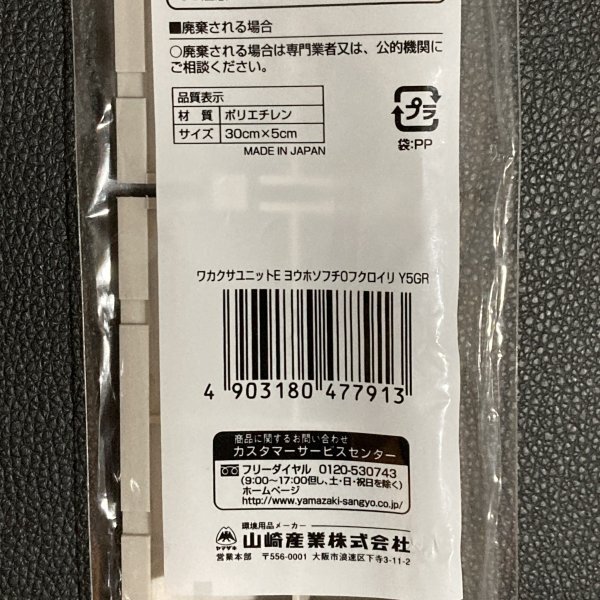 ■廃棄される場合
○廃棄される場合は専門業者又は、公的機関に
ご相談ください。
品質表示
材 質 ポリエチレン
サイズ 30cm×5cm
MADE IN JAPAN
プラ
袋:PP
ワカクサユニットE ヨウホソフチ0フクロイリ Y5GR
4 903180 477913
商品に関するお問い合わせ
カスタマーサービスセンター
フリーダイヤル 0120-530743
(9:00〜17:00但し、土・日・祝日を除く)
ホームページ
http://www.yamazaki-sangyo.co.jp/
環境用品メーカー
ヤマザキ
山崎産業株式会社
営業本部 〒556-0001 大阪市浪速区下寺3-11-2